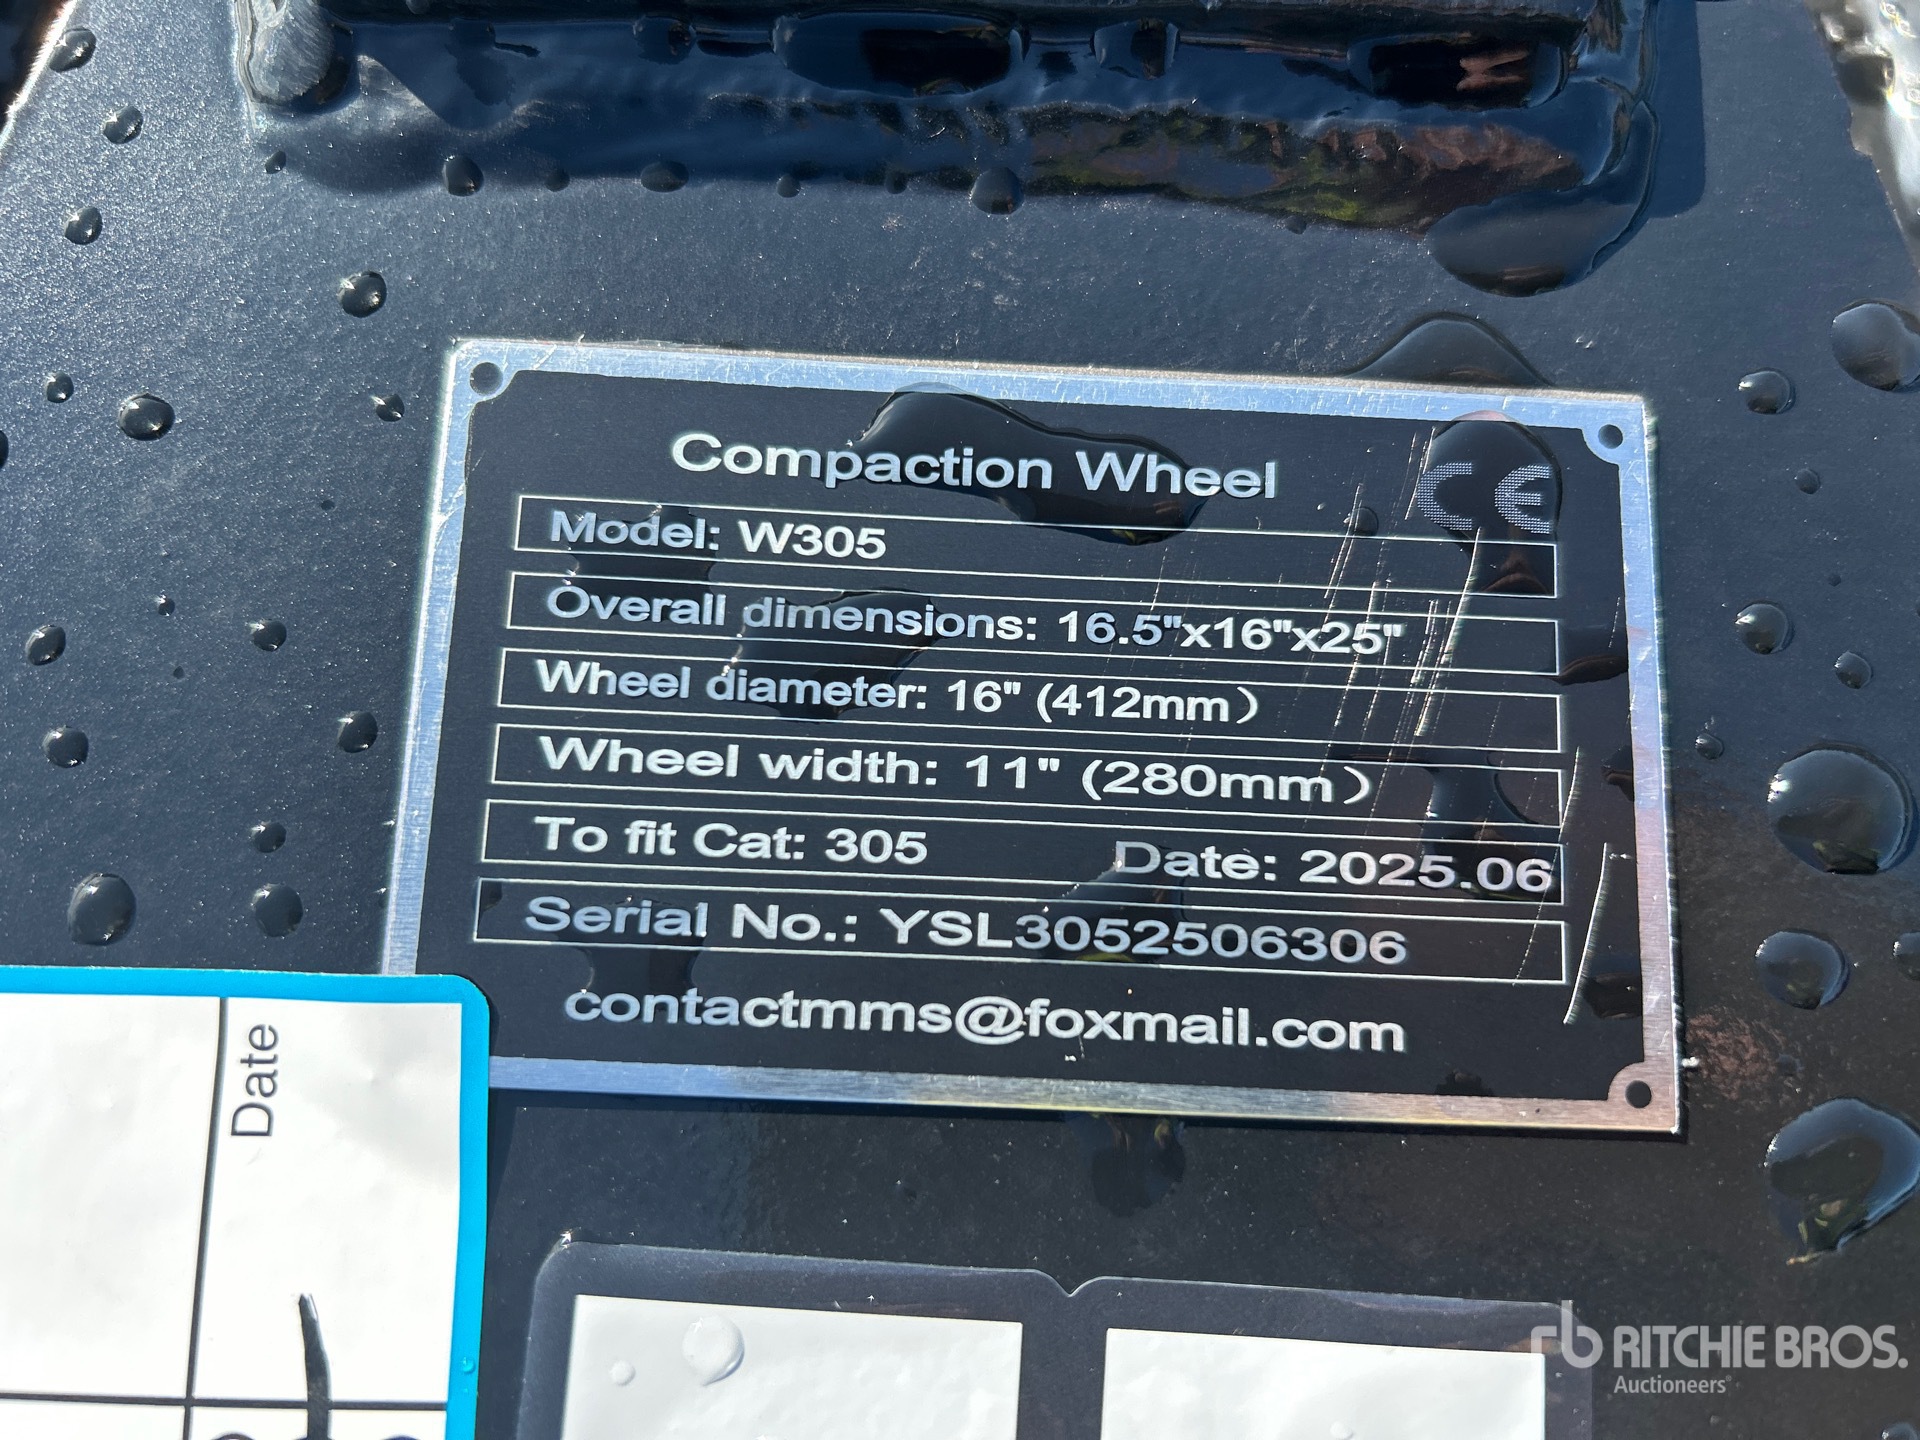 Compaction Wheel
CE
Model: W305
Overall dimensions: 16.5"x16"x25"
Wheel diameter: 16" (412mm）
Wheel width: 11" (280mm）
To fit Cat: 305 Date: 2025.06
Serial No.: YSL3052506306
contactmms@foxmail.com
Date
rb RITCHIE BROS.
Auctioneers